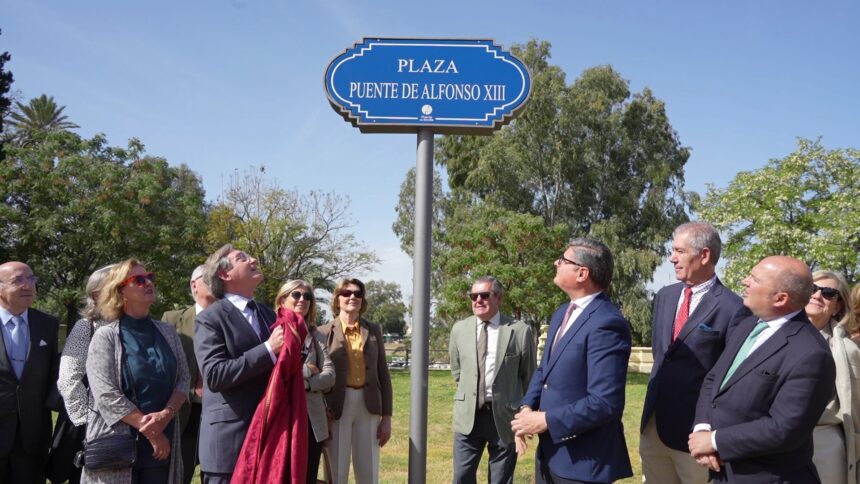 PLAZA
PUENTE DE ALFONSO XIII